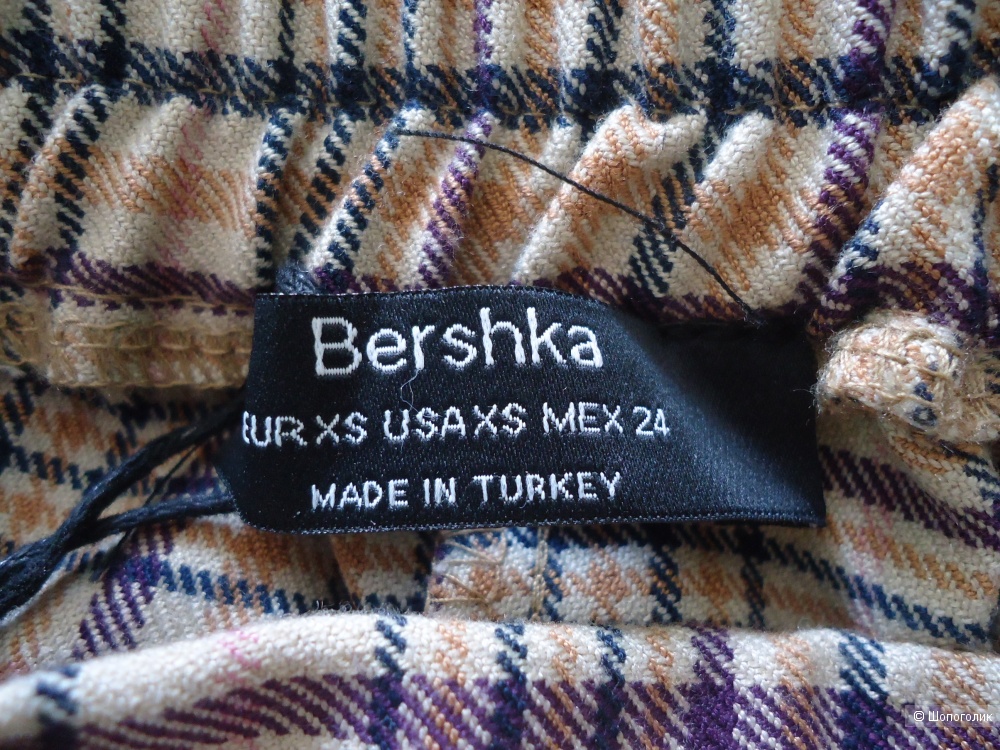 Bershka
EUR XS USA XS MEX 24
MADE IN TURKEY
© Шопоголик